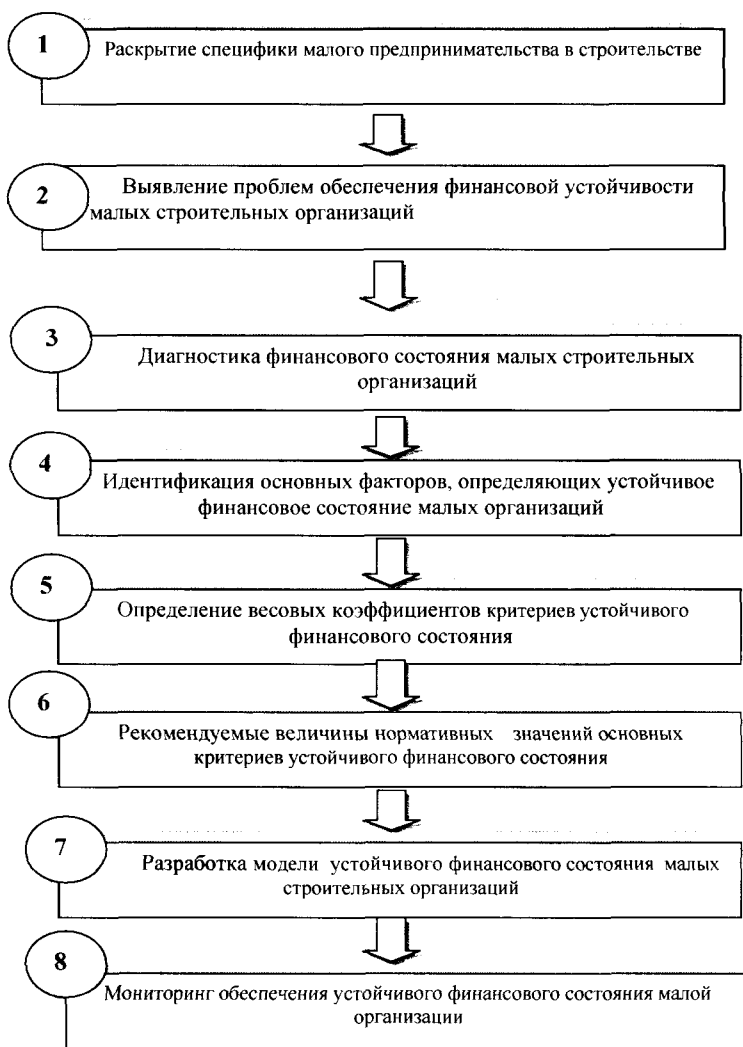 1
Раскрытие специфики малого предпринимательства в строительстве
2
Выявление проблем обеспечения финансовой устойчивости
малых строительных организаций
3
Диагностика финансового состояния малых строительных
организаций
4
Идентификация основных факторов, определяющих устойчивое
финансовое состояние малых организаций
5
Определение весовых коэффициентов критериев устойчивого
финансового состояния
6
Рекомендуемые величины нормативных значений основных
критериев устойчивого финансового состояния
7
Разработка модели устойчивого финансового состояния малых
строительных организаций
8
Мониторинг обеспечения устойчивого финансового состояния малой
организации